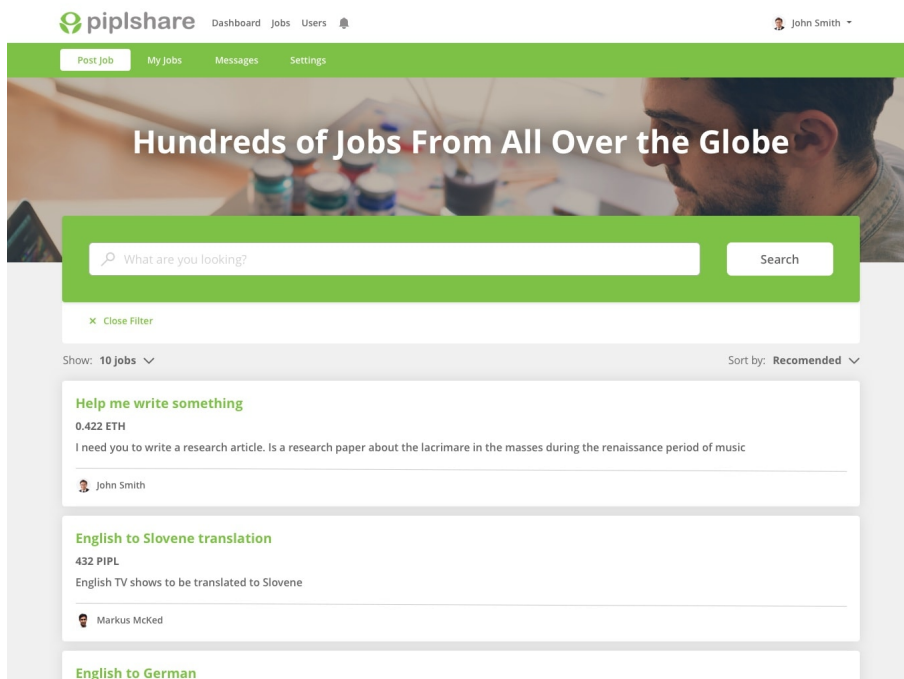 piplshare Dashboard Jobs Users John Smith
Post Job My Jobs Messages Settings
Hundreds of Jobs From All Over the Globe
What are you looking? Search
× Close Filter
Show: 10 jobs Sort by: Recomended
Help me write something
0.422 ETH
I need you to write a research article. Is a research paper about the lacrimare in the masses during the renaissance period of music
John Smith
English to Slovene translation
432 PIPL
English TV shows to be translated to Slovene
Markus McKed
English to German